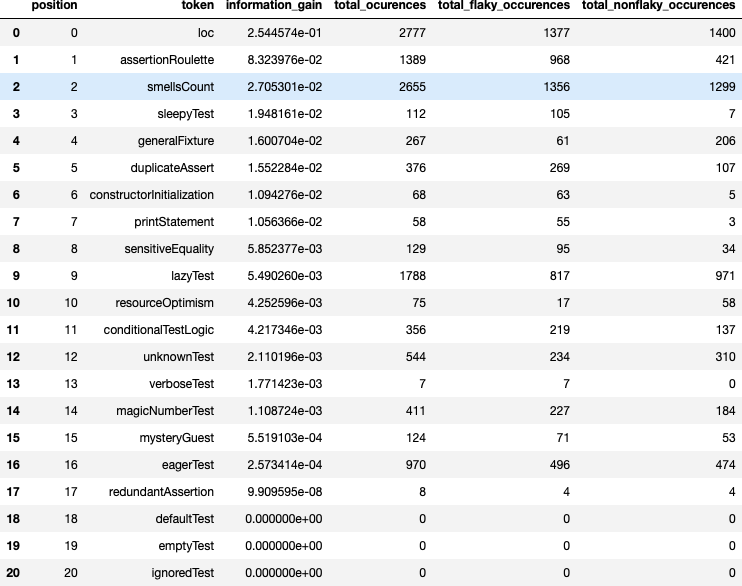 position token information_gain total_ocurences total_flaky_occurences total_nonflaky_occurences
0 0 loc 2.544574e-01 2777 1377 1400
1 1 assertionRoulette 8.323976e-02 1389 968 421
2 2 smellsCount 2.705301e-02 2655 1356 1299
3 3 sleepyTest 1.948161e-02 112 105 7
4 4 generalFixture 1.600704e-02 267 61 206
5 5 duplicateAssert 1.552284e-02 376 269 107
6 6 constructorInitialization 1.094276e-02 68 63 5
7 7 printStatement 1.056366e-02 58 55 3
8 8 sensitiveEquality 5.852377e-03 129 95 34
9 9 lazyTest 5.490260e-03 1788 817 971
10 10 resourceOptimism 4.252596e-03 75 17 58
11 11 conditionalTestLogic 4.217346e-03 356 219 137
12 12 unknownTest 2.110196e-03 544 234 310
13 13 verboseTest 1.771423e-03 7 7 0
14 14 magicNumberTest 1.108724e-03 411 227 184
15 15 mysteryGuest 5.519103e-04 124 71 53
16 16 eagerTest 2.573414e-04 970 496 474
17 17 redundantAssertion 9.909595e-08 8 4 4
18 18 defaultTest 0.000000e+00 0 0 0
19 19 emptyTest 0.000000e+00 0 0 0
20 20 ignoredTest 0.000000e+00 0 0 0